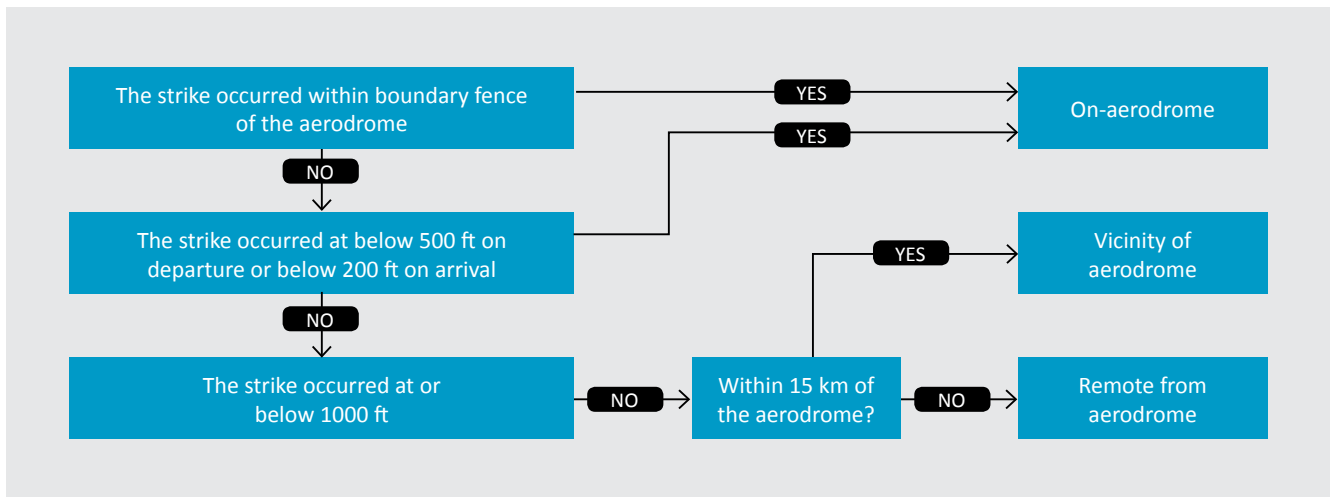 The strike occurred within boundary fence
of the aerodrome
YES
On-aerodrome
YES
NO
The strike occurred at below 500 ft on
departure or below 200 ft on arrival
YES
Vicinity of
aerodrome
NO
The strike occurred at or
below 1000 ft
NO
Within 15 km of
the aerodrome?
NO
Remote from
aerodrome